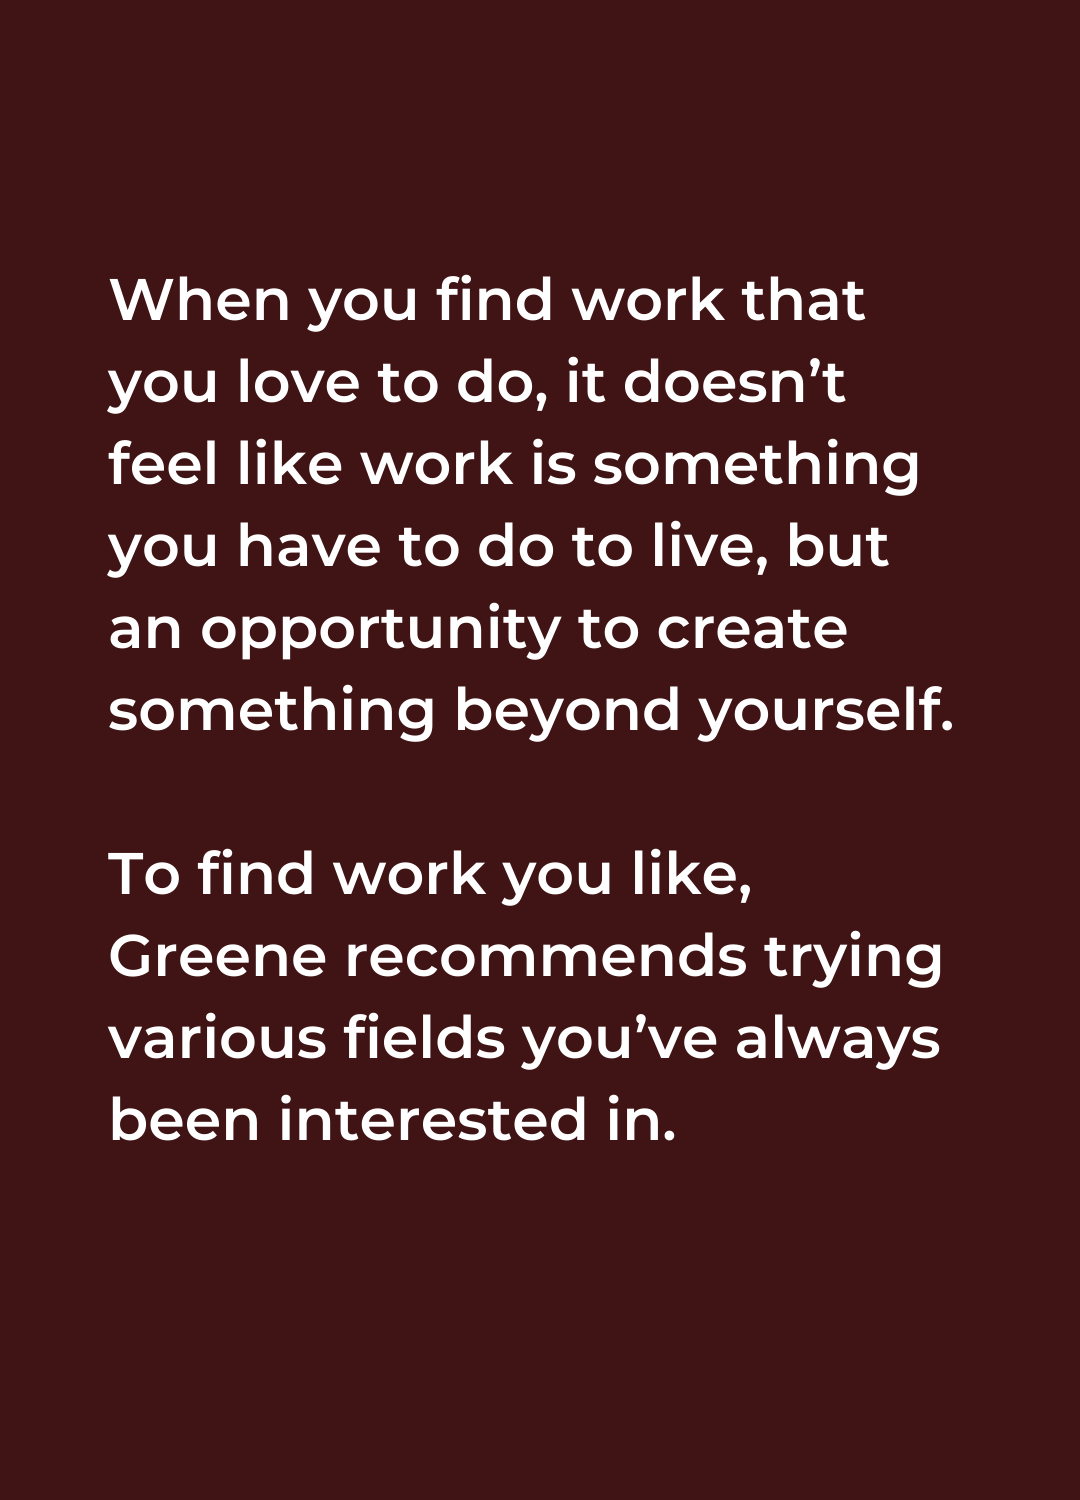 When you find work that
you love to do, it doesn’t
feel like work is something
you have to do to live, but
an opportunity to create
something beyond yourself.
To find work you like,
Greene recommends trying
various fields you’ve always
been interested in.